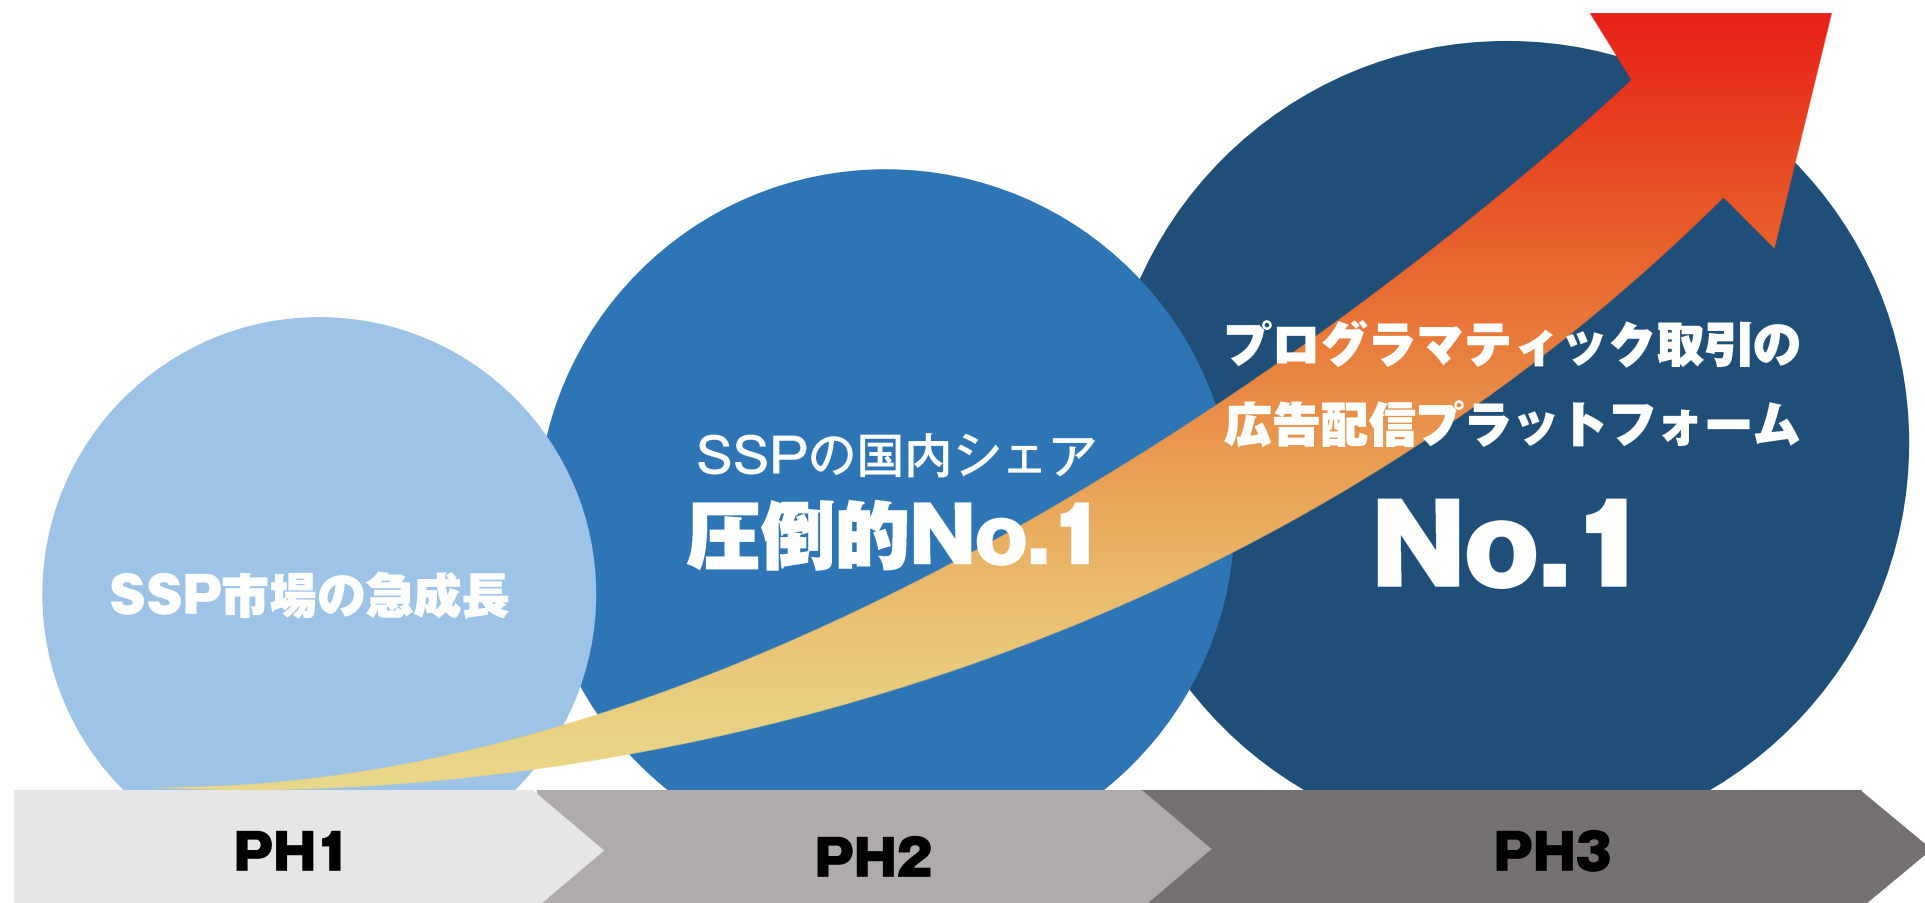 SSP市場の急成長
SSPの国内シェア
圧倒的No.1
プログラマティック取引の
広告配信プラットフォーム
No.1
PH1
PH2
PH3